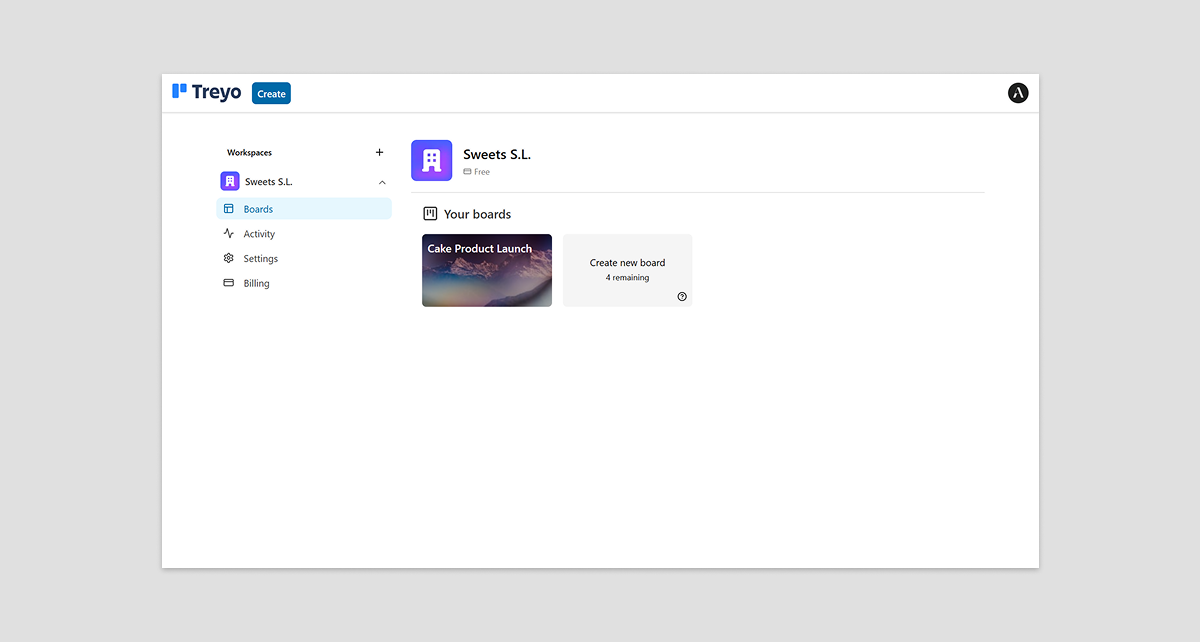 Treyo
Create
Workspaces
Sweets S.L.
Boards
Activity
Settings
Billing
Sweets S.L.
Free
Your boards
Cake Product Launch
Create new board
4 remaining